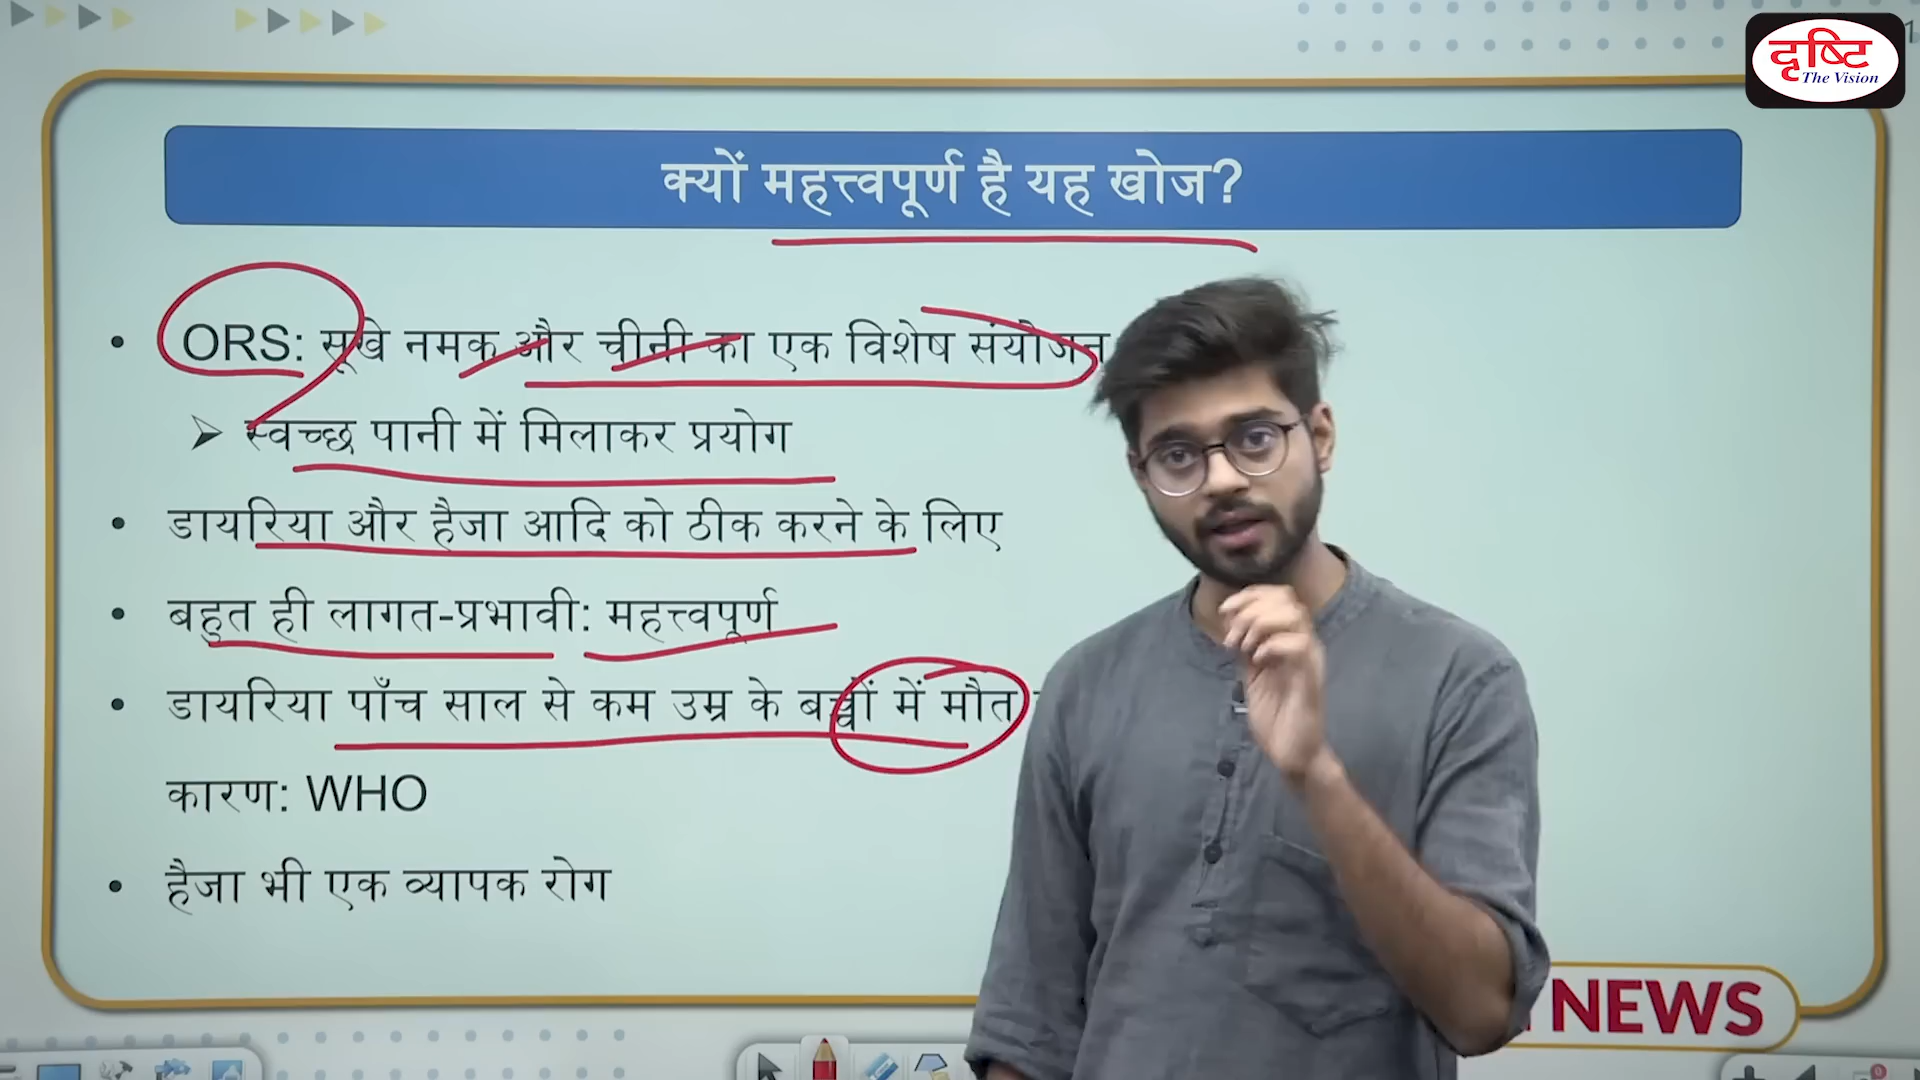 दृष्टि
The Vision
क्यों महत्त्वपूर्ण है यह खोज?
ORS: सूखे नमक और चीनी का एक विशेष संयोजन
स्वच्छ पानी में मिलाकर प्रयोग
डायरिया और हैजा आदि को ठीक करने के लिए
बहुत ही लागत-प्रभावी: महत्त्वपूर्ण
डायरिया पाँच साल से कम उम्र के बच्चों में मौत
कारण: WHO
हैजा भी एक व्यापक रोग
NEWS